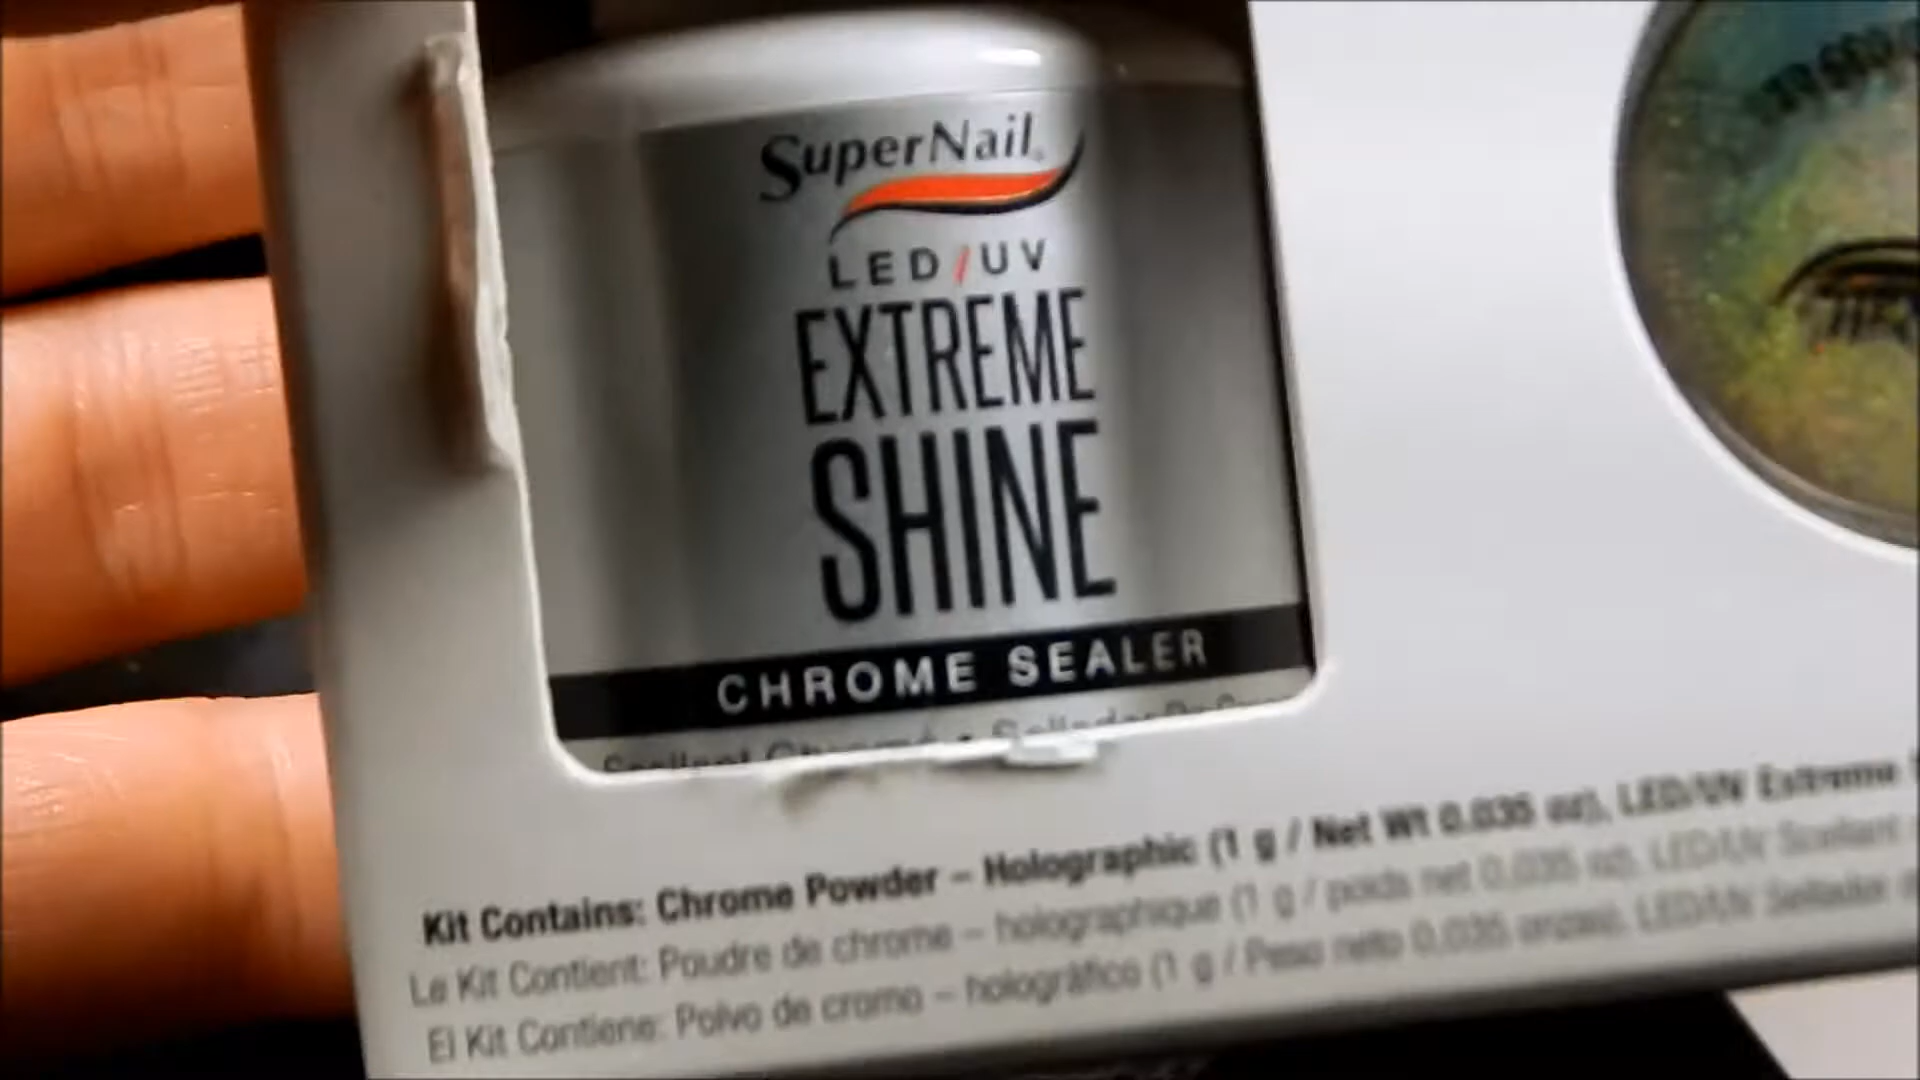 SuperNail
LED/UV
EXTREME
SHINE
CHROME SEALER
Kit Contains: Chrome Powder – Holographic (1 g / Net Wt 0.035 oz), LED/UV Extreme
Le Kit Contient: Poudre de chrome – holographique (1 g / poids net 0,035 oz), LED/UV Scellant
El Kit Contiene: Polvo de cromo – holográfico (1 g / Peso neto 0,035 onzas), LED/UV Sellador